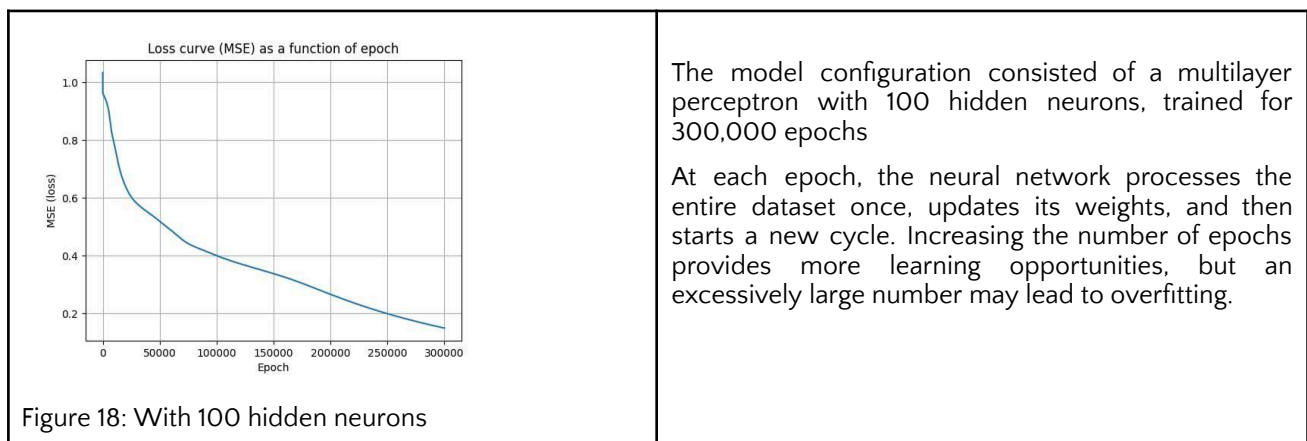 Loss curve (MSE) as a function of epoch
1.0
0.8
0.6
0.4
0.2
MSE (loss)
0 50000 100000 150000 200000 250000 300000
Epoch
Figure 18: With 100 hidden neurons
The model configuration consisted of a multilayer
perceptron with 100 hidden neurons, trained for
300,000 epochs
At each epoch, the neural network processes the
entire dataset once, updates its weights, and then
starts a new cycle. Increasing the number of epochs
provides more learning opportunities, but an
excessively large number may lead to overfitting.